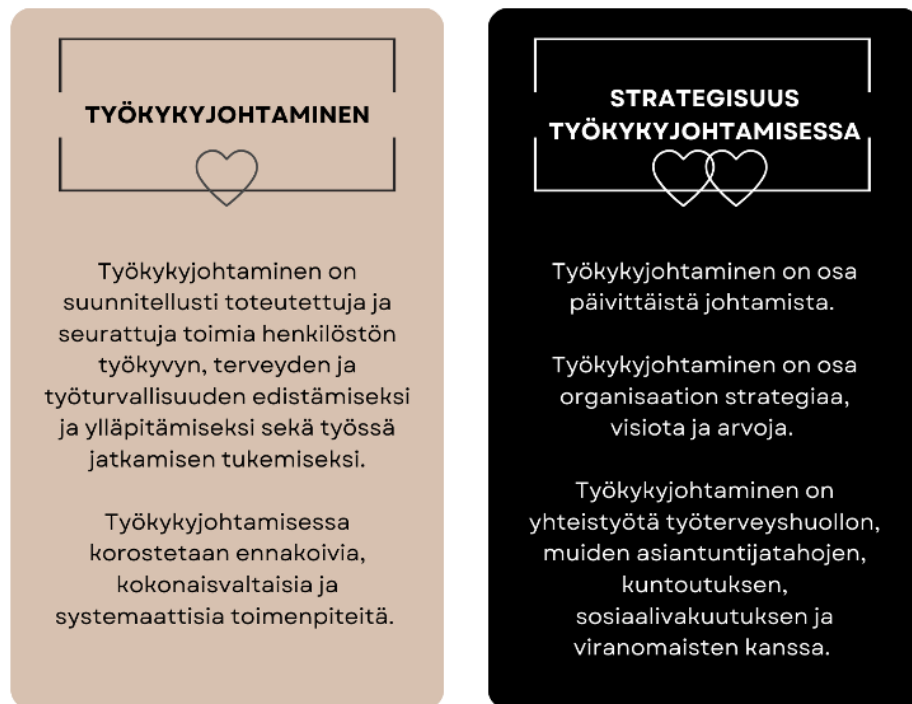 TYÖKYKYJOHTAMINEN
Työkykyjohtaminen on
suunnitellusti toteutettuja ja
seurattuja toimia henkilöstön
työkyvyn, terveyden ja
työturvallisuuden edistämiseksi
ja ylläpitämiseksi sekä työssä
jatkamisen tukemiseksi.
Työkykyjohtamisessa
korostetaan ennakoivia,
kokonaisvaltaisia ja
systemaattisia toimenpiteitä.
STRATEGISUUS
TYÖKYKYJOHTAMISESSA
Työkykyjohtaminen on osa
päivittäistä johtamista.
Työkykyjohtaminen on osa
organisaation strategiaa,
visiota ja arvoja.
Työkykyjohtaminen on
yhteistyötä työterveyshuollon,
muiden asiantuntijatahojen,
kuntoutuksen,
sosiaalivakuutuksen ja
viranomaisten kanssa.